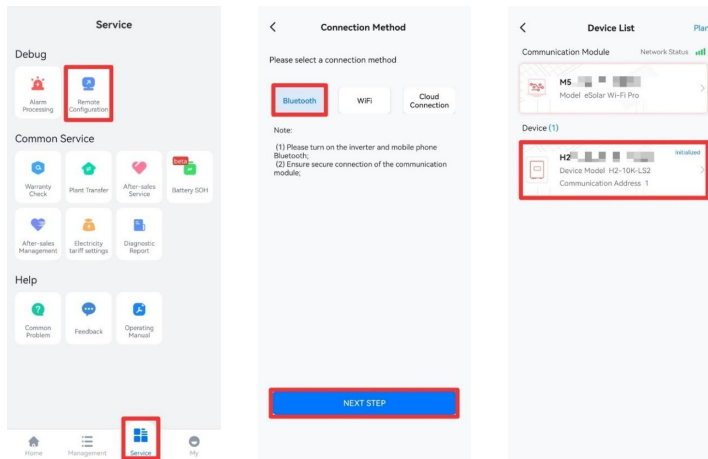 Service
Debug
Alarm
Processing
Remote
Configuration
Common Service
Warranty
Check
Plant Transfer
After-sales
Service
beta
Battery SOH
After-sales
Management
Electricity
tariff settings
Diagnostic
Report
Help
Common
Problem
Feedback
Operating
Manual
Home
Management
Service
My
Connection Method
Please select a connection method
Bluetooth
WiFi
Cloud
Connection
Note:
(1) Please turn on the inverter and mobile phone
Bluetooth;
(2) Ensure secure connection of the communication
module;
NEXT STEP
Device List
Plan
Communication Module
Network Status
M5
Model eSolar Wi-Fi Pro
Device (1)
H2
Initialized
Device Model H2-10K-LS2
Communication Address 1